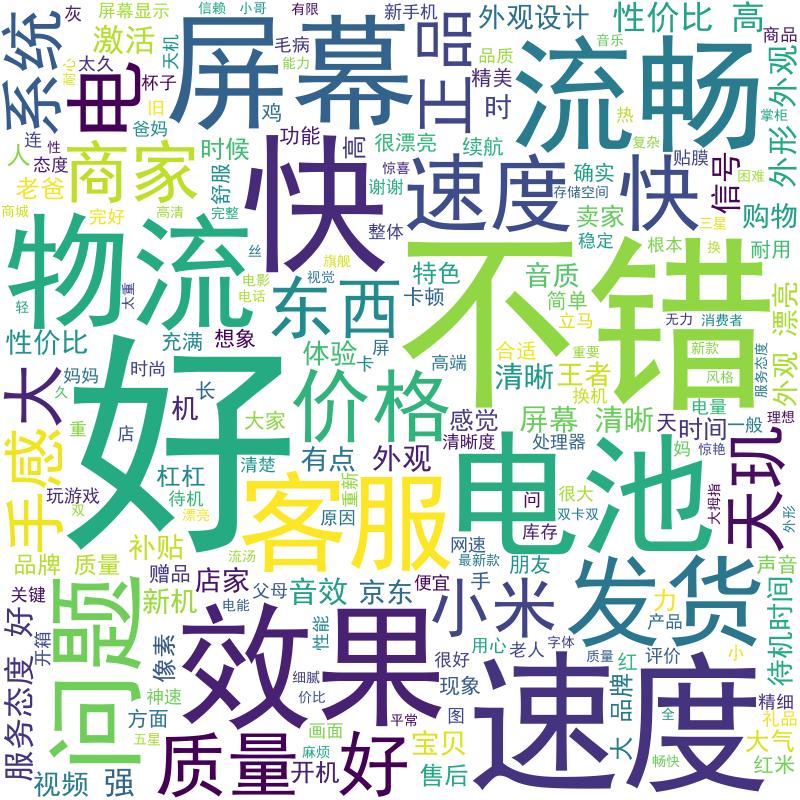 灰 屏幕显示 信赖 小哥 有限 新手机 外观设计 性价比 高
系统 激活 天机 屏幕 毛病 正品 音乐 商品
太久 电 能力 品质 流畅
耐心 杯子 精美 外观
旧 鸡 时 热 掌柜
连 性 爸妈 功能 高 很漂亮 续航 复杂
人 态度 商家 时候 快 惊喜 确实 贴膜 信号 外形
老爸 舒服 谢谢 速度 存储空间 快 困难
商城 完好 高清 完整 整体 卖家 三星 购物
物流 丝 旗舰 不错 稳定 根本 换 耐用
轻 太重 电影 电话 视觉 东西 特色 音质
卡顿 简单 立马 无力 消费者 漂亮
性价比 充满 想象 体验 卡 屏 高端 合适 重要 新款 服务态度
大 妈妈 时尚 好 价格 清晰 王者 风格 外观
久 重 机 长 大家 感觉 屏幕 清晰 换机 电量
店 清晰度 处理器 天 时间 一般 理想
手感 杠杠 清楚 有点 外观 电池 妈 惊艳 天玑
玩游戏 待机 客服 重新 问 很大 大拇指
双 漂亮 原因 库存 双卡双 外形
品牌 质量 补贴 流汤 网速 最新款 朋友 声音
关键 赠品 店家 父母 音效 京东 便宜 手 发货
问题 新机 电能 效果 小米 力 待机时间
服务态度 好 开箱 像素 性能 用心 老人 字体 产品
细腻 很好 质量 红 评价 小
神速 价比 现象 速度 大 品牌 精细
方面 平常 图 全 礼品
五星 质量 好 画面 宝贝 大气
视频 强 开机 麻烦 售后 畅快 红米